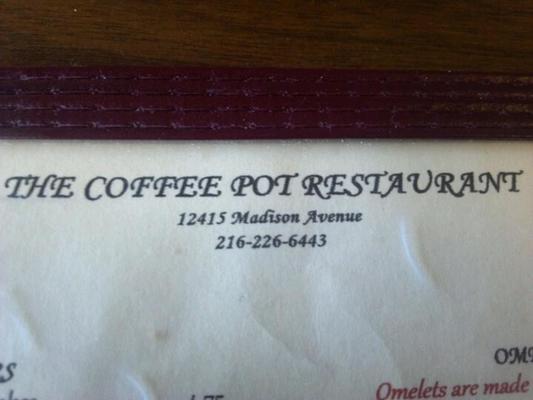 THE COFFEE POT RESTAURANT
12415 Madison Avenue
216-226-6443
Omelets are made